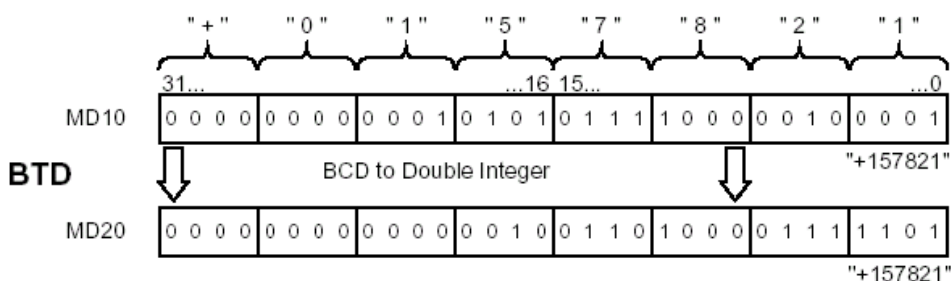 "+" "0" "1" "5" "7" "8" "2" "1"
31... ...16 15... ...0
MD10 0 0 0 0 0 0 0 0 0 0 0 1 0 1 0 1 0 1 1 1 1 0 0 0 0 0 1 0 0 0 0 1
"+157821"
BTD BCD to Double Integer
MD20 0 0 0 0 0 0 0 0 0 0 0 0 0 0 1 0 0 1 1 0 1 0 0 0 0 1 1 1 1 1 0 1
"+157821"